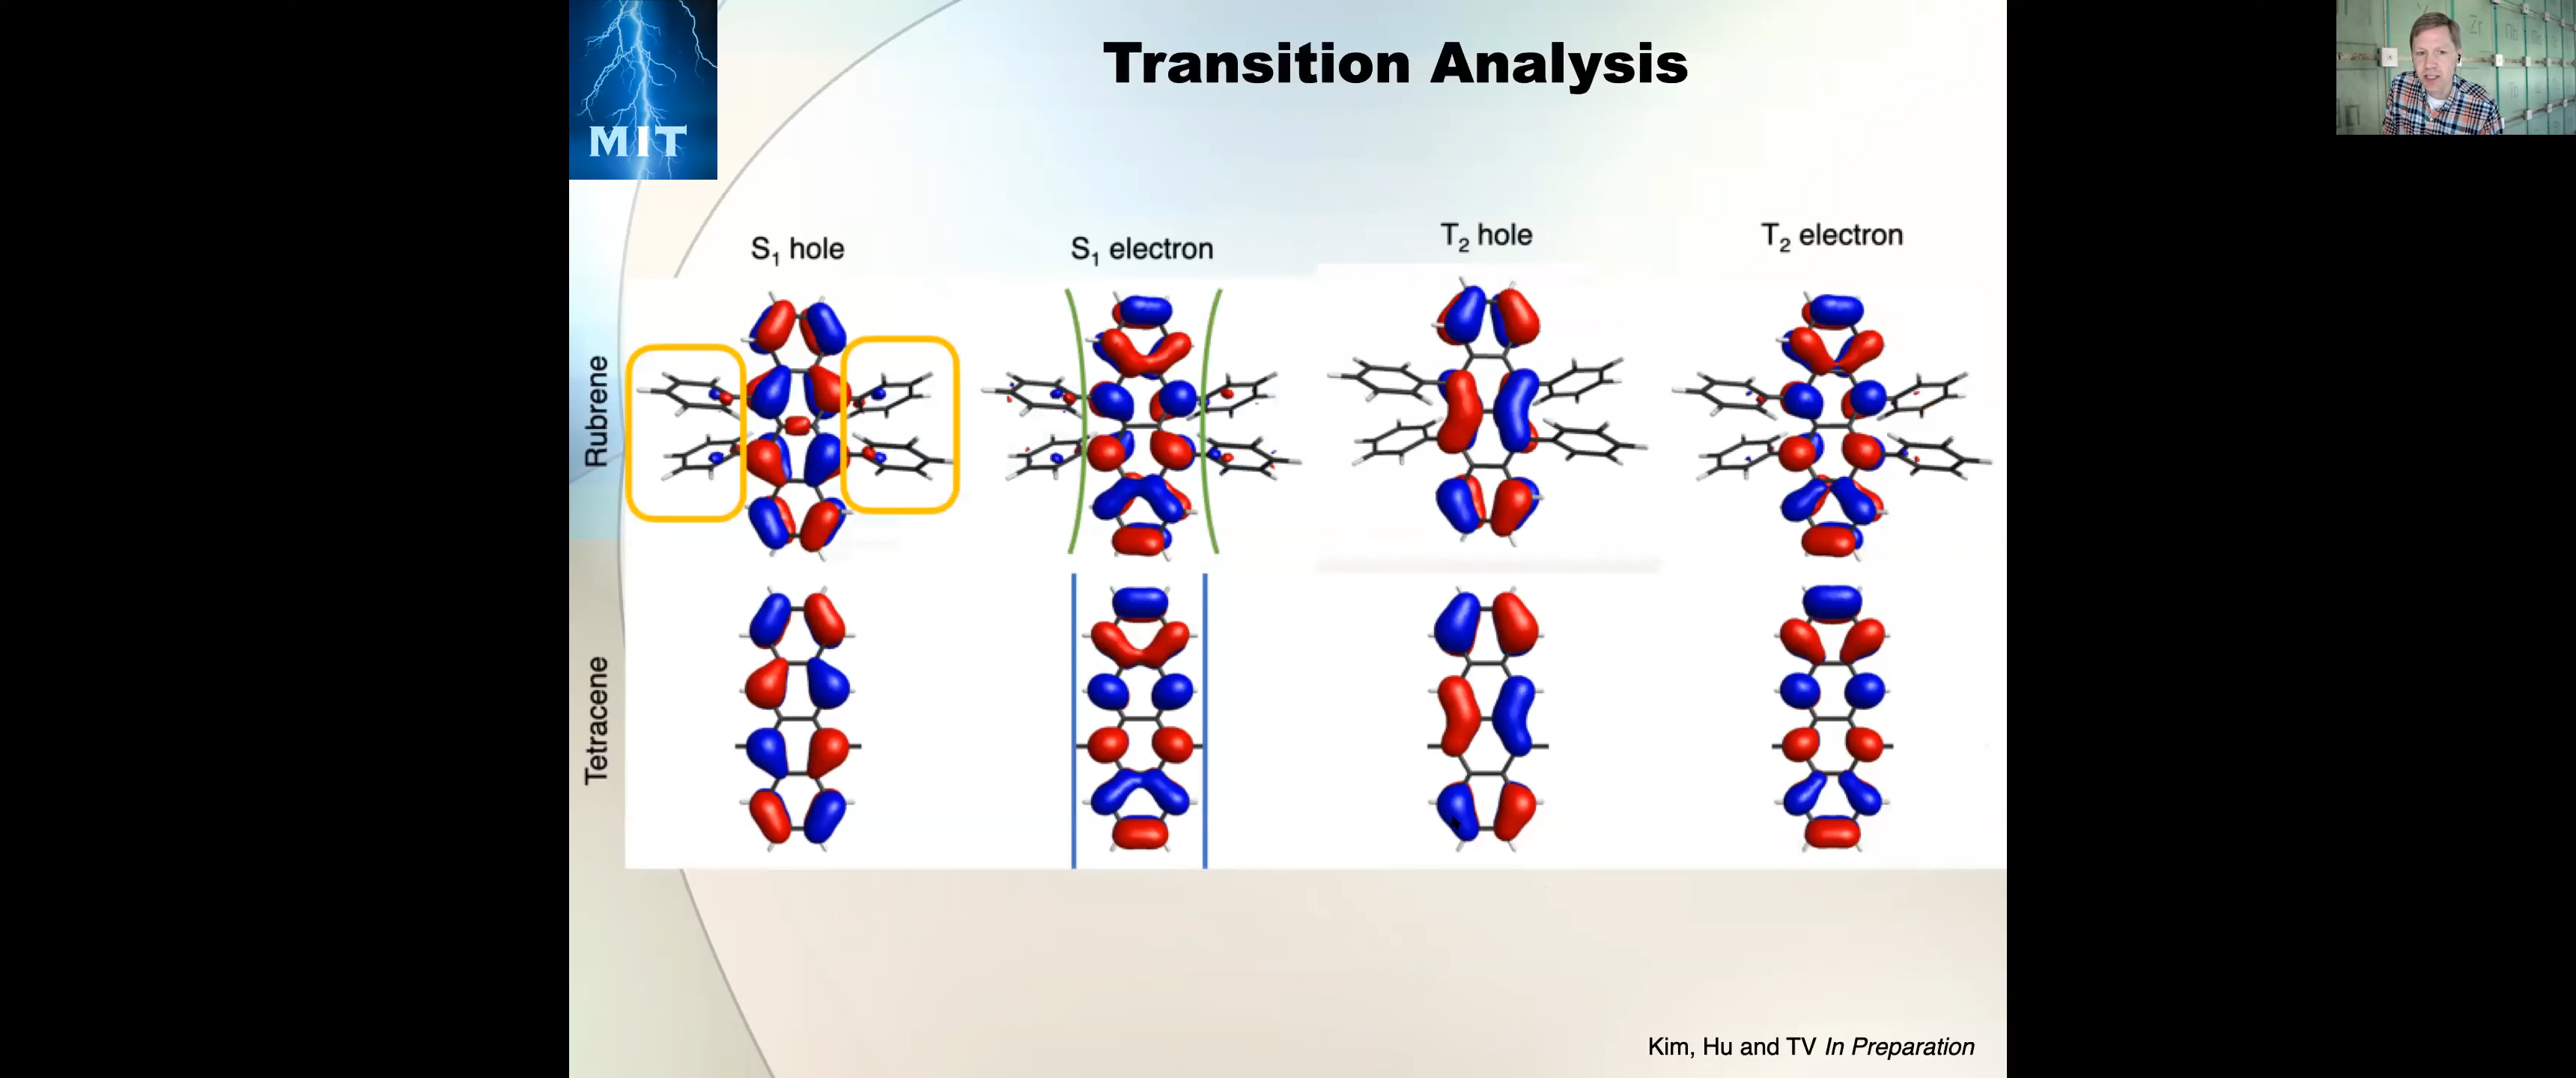 MIT
Transition Analysis
S₁ hole
S₁ electron
T₂ hole
T₂ electron
Rubrene
Tetracene
Kim, Hu and TV In Preparation
Zr